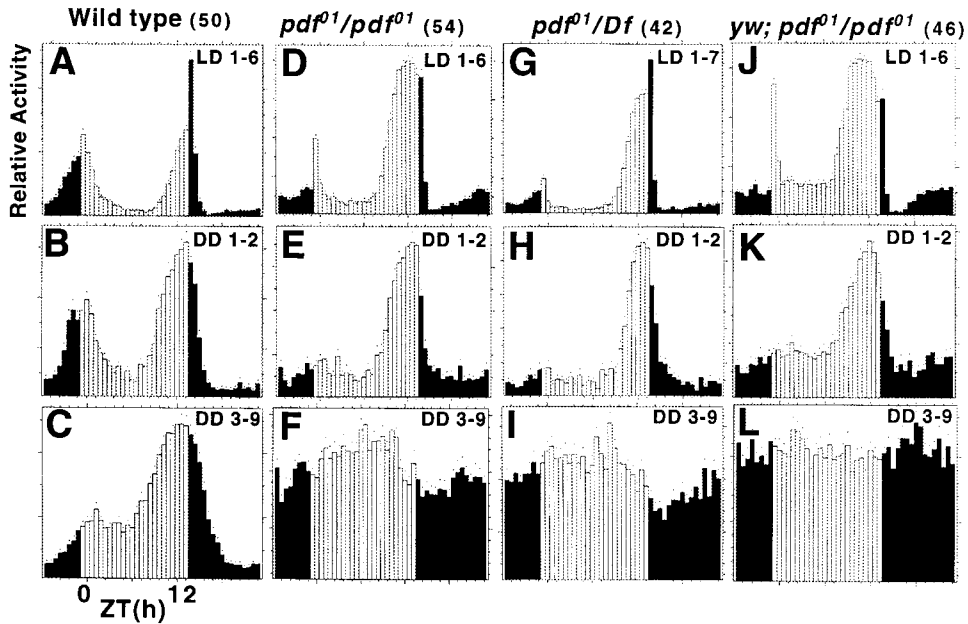 Wild type (50)
pdf⁰¹/pdf⁰¹ (54)
pdf⁰¹/Df (42)
yw; pdf⁰¹/pdf⁰¹ (46)
Relative Activity
A
LD 1-6
D
LD 1-6
G
LD 1-7
J
LD 1-6
B
DD 1-2
E
DD 1-2
H
DD 1-2
K
DD 1-2
C
DD 3-9
F
DD 3-9
I
DD 3-9
L
DD 3-9
0
12
ZT(h)